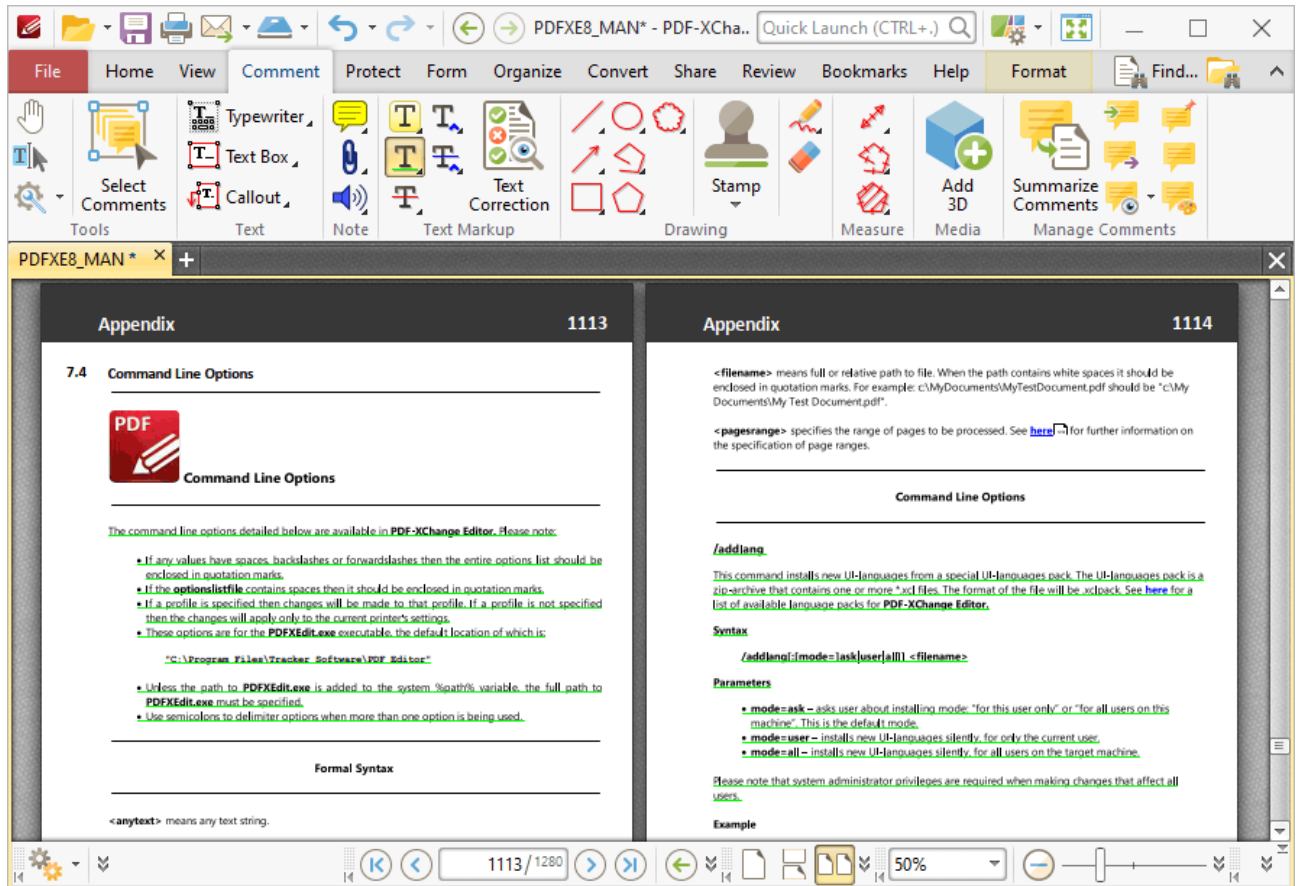 PDFXE8_MAN* - PDF-XCha.. Quick Launch (CTRL+.)
File Home View Comment Protect Form Organize Convert Share Review Bookmarks Help Format Find...
Typewriter
Text Box
Callout
Select Comments
Text Correction
Stamp
Add 3D
Summarize Comments
Tools Text Note Text Markup Drawing Measure Media Manage Comments
PDFXE8_MAN *
Appendix 1113
7.4 Command Line Options
PDF
Command Line Options
The command line options detailed below are available in PDF-XChange Editor. Please note:
• If any values have spaces, backslashes or forwardslashes then the entire options list should be
enclosed in quotation marks.
• If the optionslistfile contains spaces then it should be enclosed in quotation marks.
• If a profile is specified then changes will be made to that profile. If a profile is not specified
then the changes will apply only to the current printer's settings.
• These options are for the PDFXEdit.exe executable, the default location of which is:
"C:\Program Files\Tracker Software\PDF Editor"
• Unless the path to PDFXEdit.exe is added to the system %path% variable, the full path to
PDFXEdit.exe must be specified.
• Use semicolons to delimiter options when more than one option is being used.
Formal Syntax
<anytext> means any text string.
Appendix 1114
<filename> means full or relative path to file. When the path contains white spaces it should be
enclosed in quotation marks. For example: c\MyDocuments\MyTestDocument.pdf should be "c\My
Documents\My Test Document.pdf".
<pagesrange> specifies the range of pages to be processed. See here for further information on
the specification of page ranges.
Command Line Options
/addlang
This command installs new UI-languages from a special UI-languages pack. The UI-languages pack is a
zip-archive that contains one or more *.xcl files. The format of the file will be .xclpack. See here for a
list of available language packs for PDF-XChange Editor.
Syntax
/addlang[:[mode=]ask|user|all]] <filename>
Parameters
• mode=ask – asks user about installing mode: "for this user only" or "for all users on this
machine". This is the default mode.
• mode=user – installs new UI-languages silently, for only the current user.
• mode=all – installs new UI-languages silently, for all users on the target machine.
Please note that system administrator privileges are required when making changes that affect all
users.
Example
1113/1280 50%